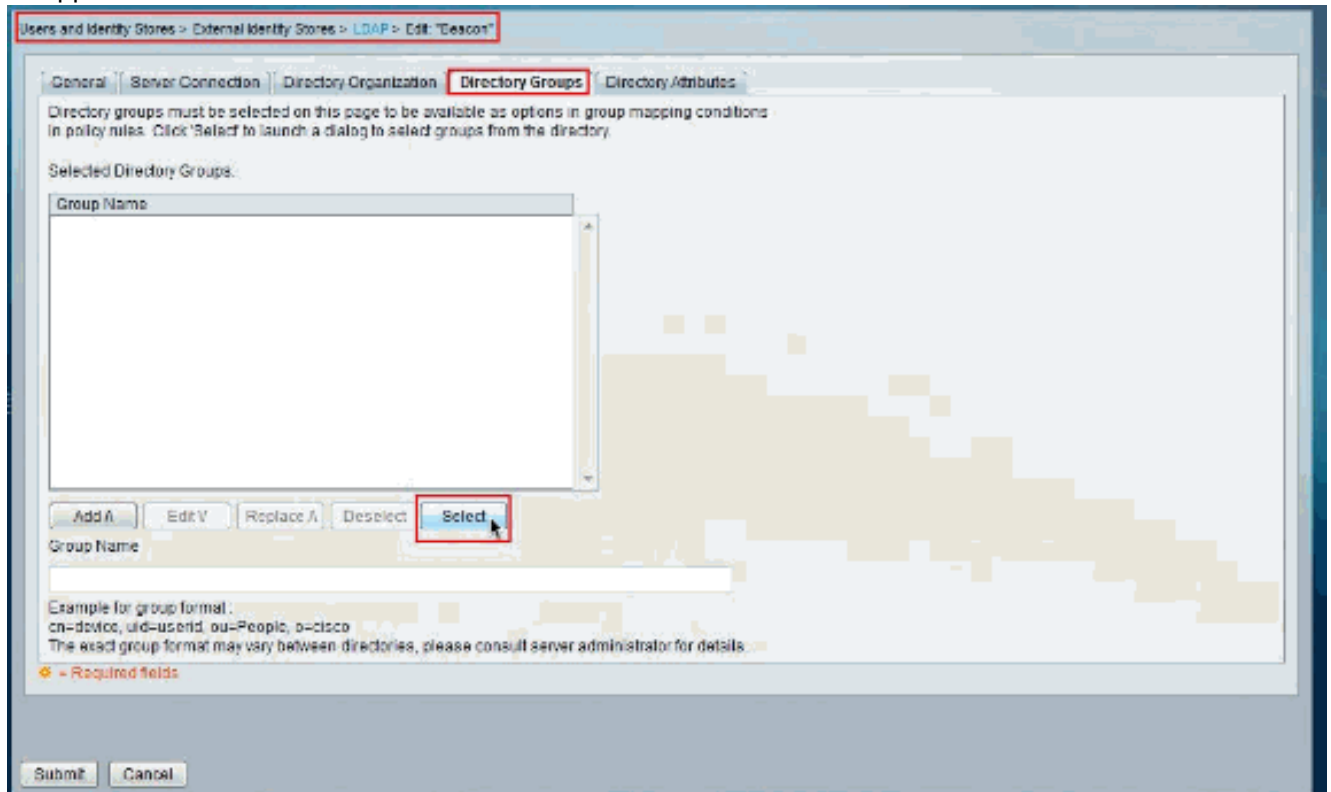 Users and Identity Stores > External Identity Stores > LDAP > Edit: "Beacon"
General Server Connection Directory Organization Directory Groups Directory Attributes
Directory groups must be selected on this page to be available as options in group mapping conditions
in policy rules. Click 'Select' to launch a dialog to select groups from the directory.
Selected Directory Groups:
Group Name
Add Λ Edit V Replace Λ Deselect Select
Group Name
Example for group format :
cn=device, uid=userid, ou=People, o=cisco
The exact group format may vary between directories, please consult server administrator for details
= Required fields
Submit Cancel